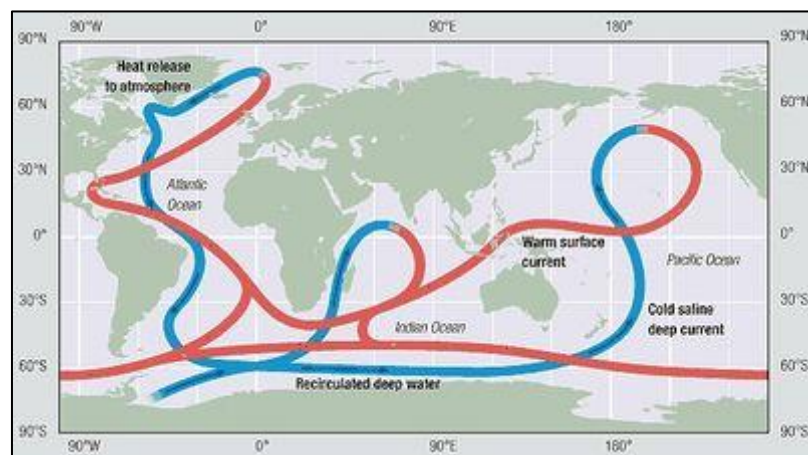 90°W 0° 90°E 180°
90°N 90°N
Heat release
to atmosphere
60°N 60°N
30°N 30°N
Atlantic
Ocean
0° 0°
Warm surface
current
Pacific Ocean
30°S 30°S
Cold saline
deep current
Indian Ocean
60°S 60°S
Recirculated deep water
90°S 90°S
90°W 0° 90°E 180°